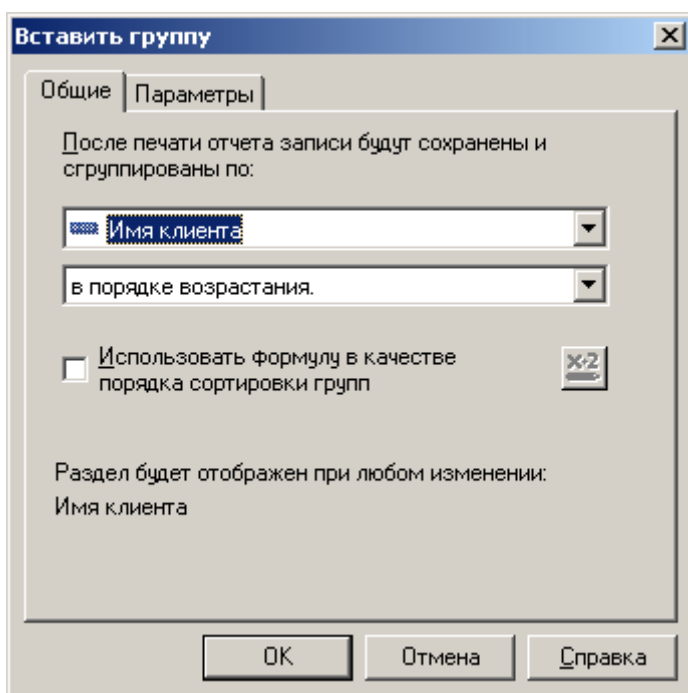 Вставить группу
Общие
Параметры
После печати отчета записи будут сохранены и
сгруппированы по:
Имя клиента
в порядке возрастания.
Использовать формулу в качестве
порядка сортировки групп
X+2
Раздел будет отображен при любом изменении:
Имя клиента
OK
Отмена
Справка